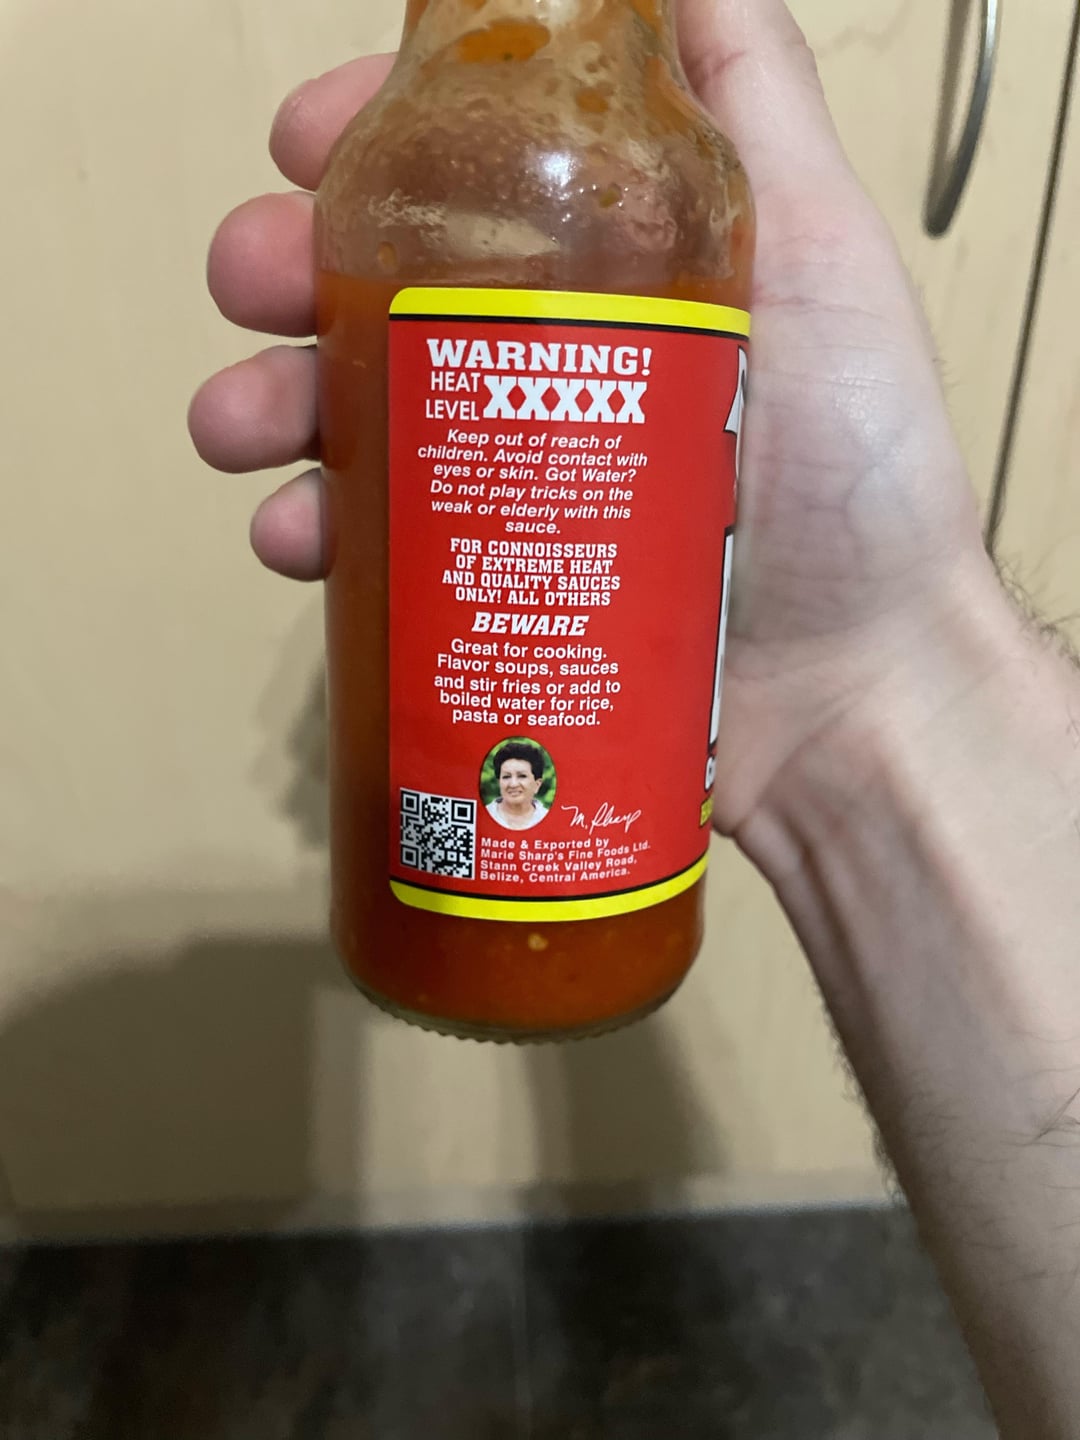 WARNING!
HEAT
LEVEL XXXXX
Keep out of reach of
children. Avoid contact with
eyes or skin. Got Water?
Do not play tricks on the
weak or elderly with this
sauce.
FOR CONNOISSEURS
OF EXTREME HEAT
AND QUALITY SAUCES
ONLY! ALL OTHERS
BEWARE
Great for cooking.
Flavor soups, sauces
and stir fries or add to
boiled water for rice,
pasta or seafood.
M. Sharp
Made & Exported by
Marie Sharp's Fine Foods Ltd.
Stann Creek Valley Road,
Belize, Central America.